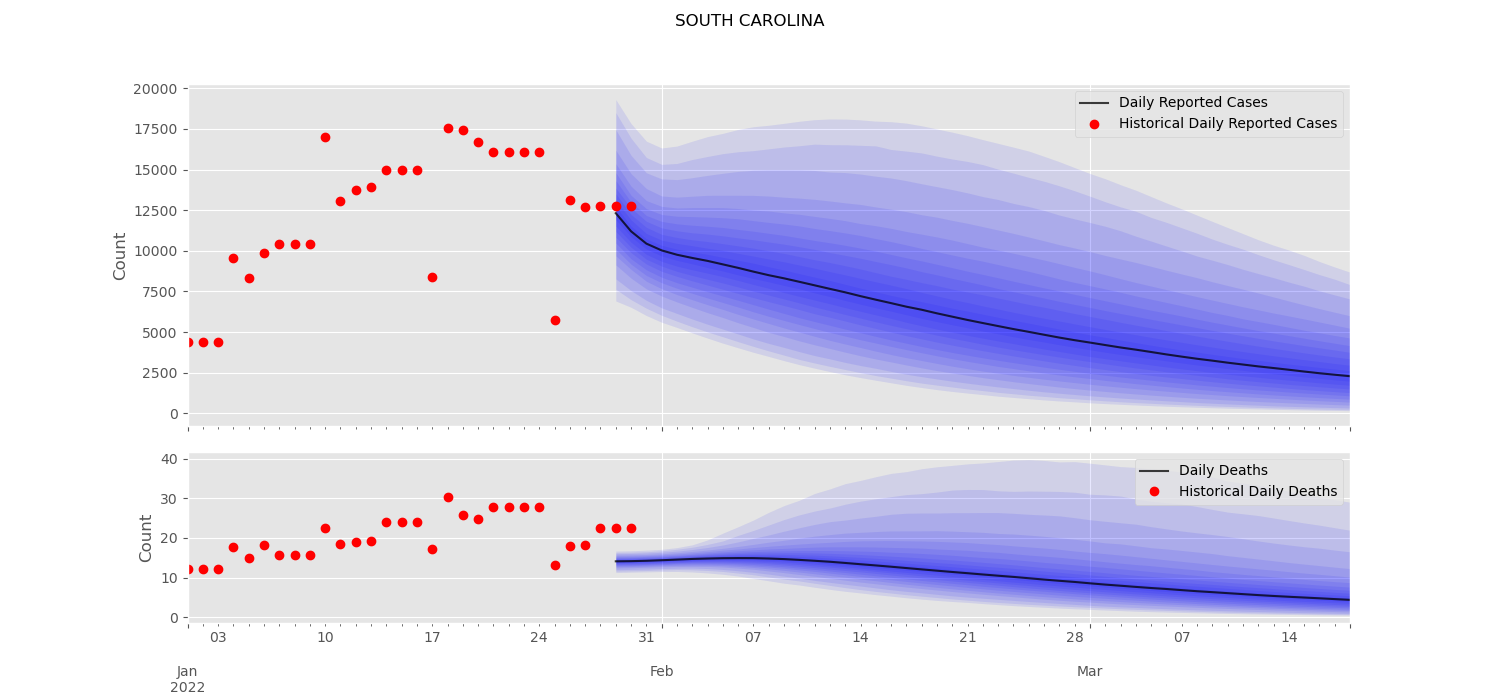 SOUTH CAROLINA
20000
17500
15000
12500
10000
7500
5000
2500
0
Count
Daily Reported Cases
Historical Daily Reported Cases
40
30
20
10
0
Count
Daily Deaths
Historical Daily Deaths
03 10 17 24 31 07 14 21 28 07 14
Jan Feb Mar
2022